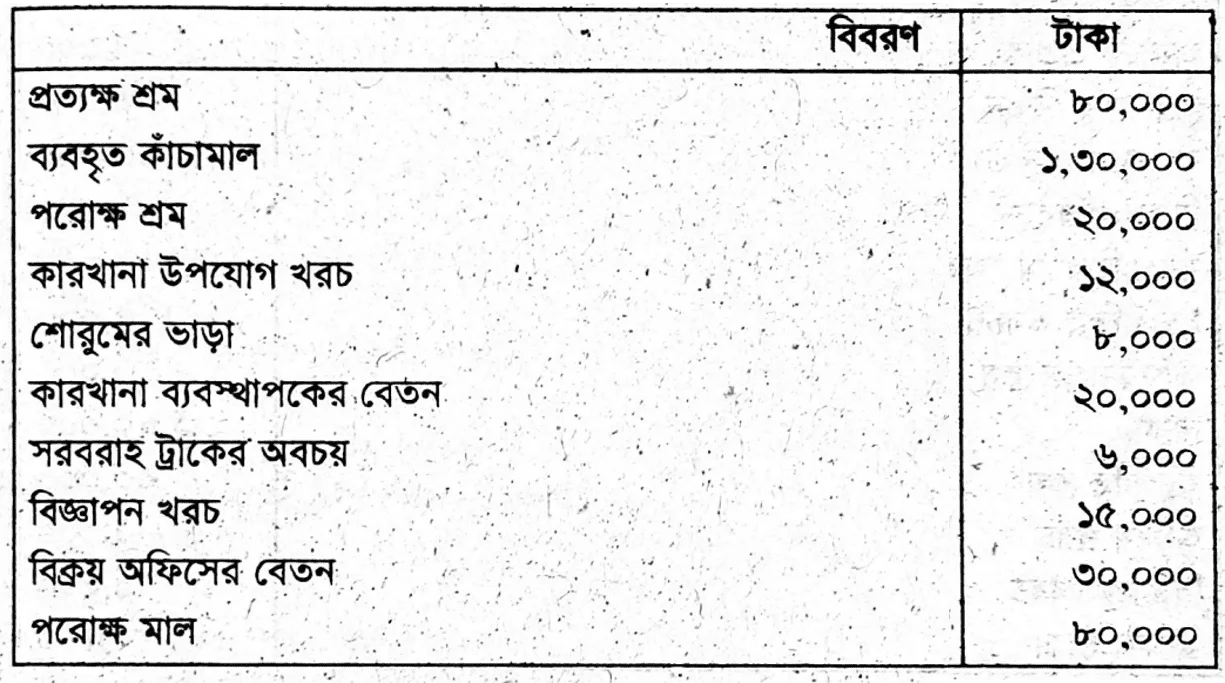 বিবরণ টাকা
প্রত্যক্ষ শ্রম ৮০,০০০
ব্যবহৃত কাঁচামাল ১,৩০,০০০
পরোক্ষ শ্রম ২০,০০০
কারখানা উপযোগ খরচ ১২,০০০
শোরুমের ভাড়া ৮,০০০
কারখানা ব্যবস্থাপকের বেতন ২০,০০০
সরবরাহ ট্রাকের অবচয় ৬,০০০
বিজ্ঞাপন খরচ ১৫,০০০
বিক্রয় অফিসের বেতন ৩০,০০০
পরোক্ষ মাল ৮০,০০০